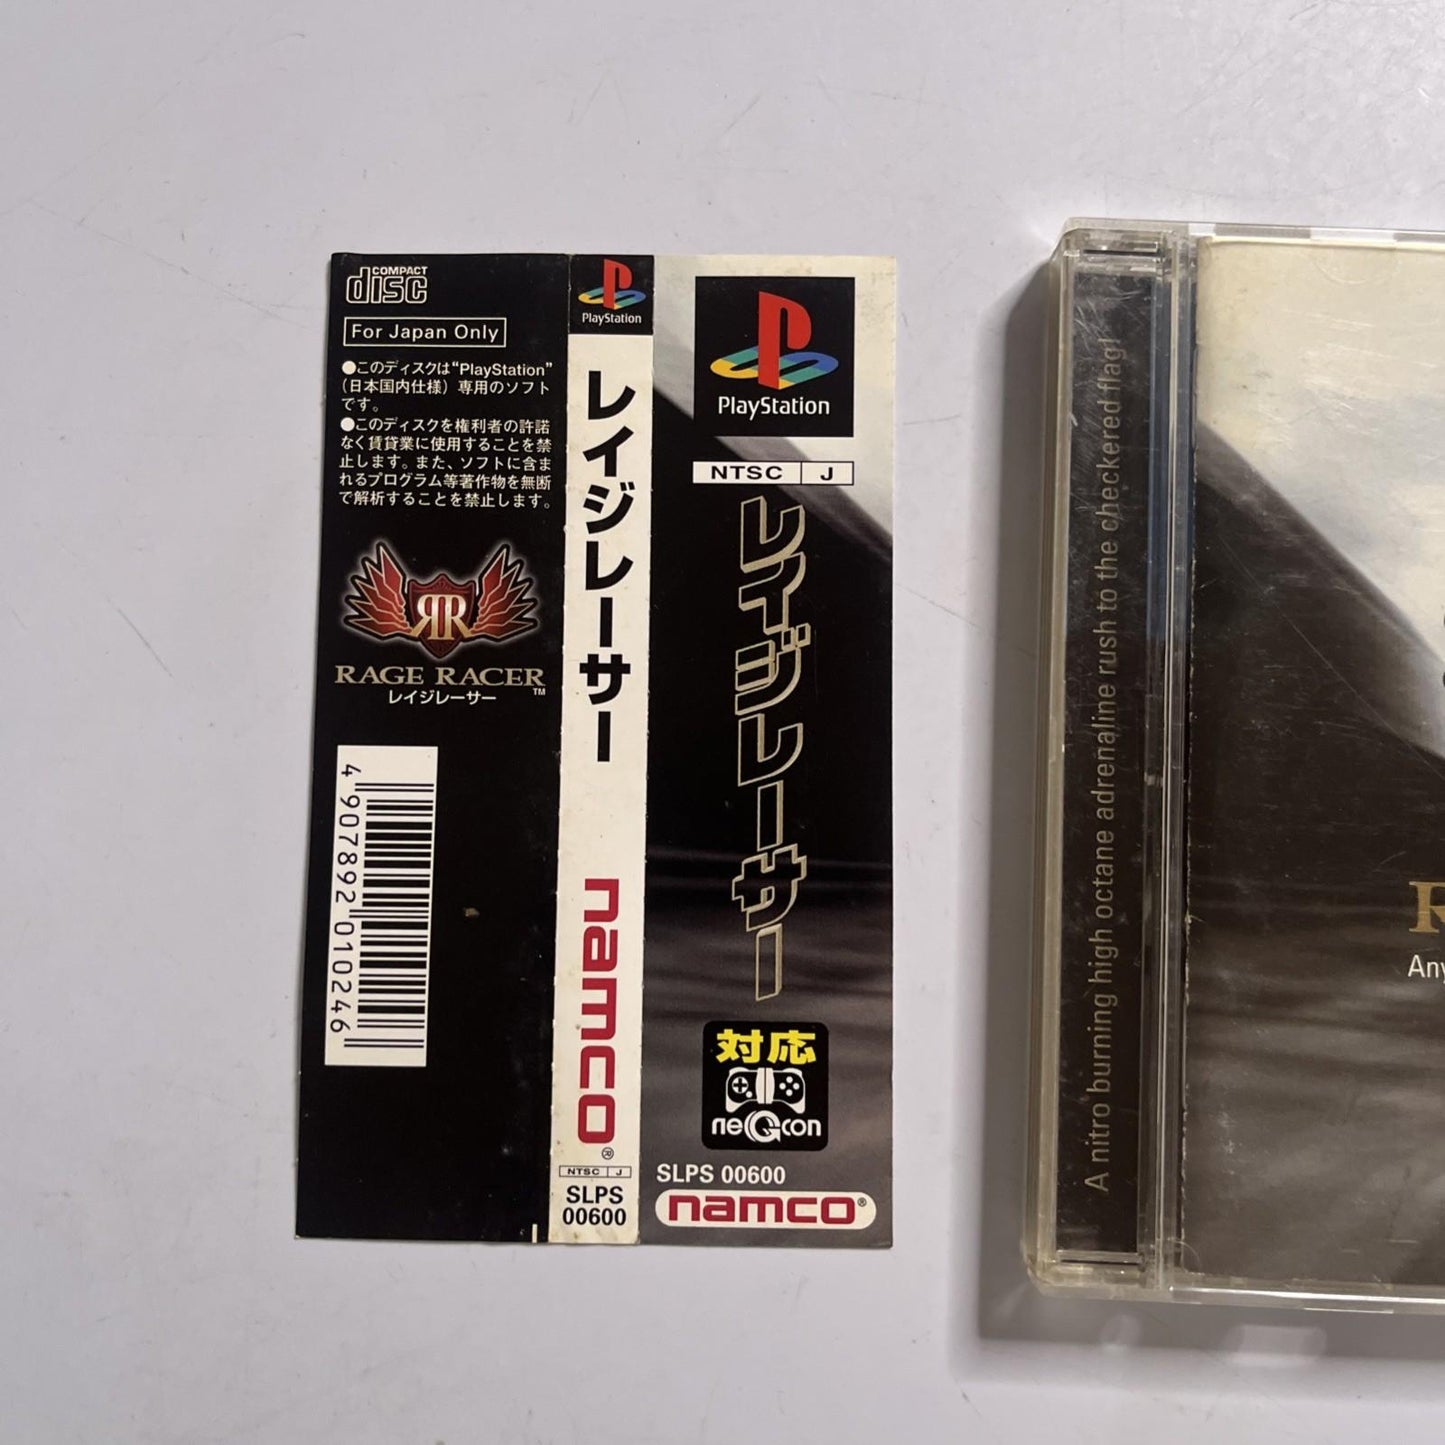 COMPACT
disc
For Japan Only
●このディスクは“PlayStation”
(日本国内仕様) 専用のソフト
です。
●このディスクを権利者の許諾
なく賃貸業に使用することを禁
止します。また、ソフトに含ま
れるプログラム等著作物を無断
で解析することを禁止します。
RR
RAGE RACER™
レイジレーサー
4 907892 010246
PlayStation
レイジレーサー
namco®
NTSC J
SLPS
00600
PlayStation
NTSC J
レイジレーサー
対応
neGcon
SLPS 00600
namco®
A nitro burning high octane adrenaline rush to the checkered flag!
R
Any